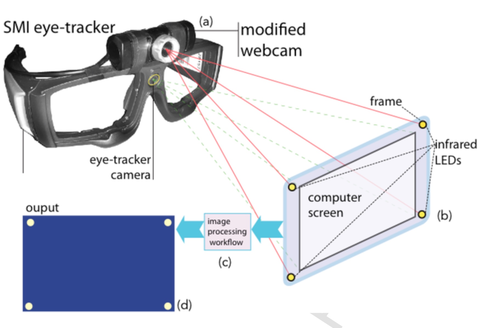 SMI eye-tracker
(a)
modified
webcam
frame
eye-tracker
camera
infrared
LEDs
computer
screen
(b)
ouput
image
processing
workflow
(c)
(d)